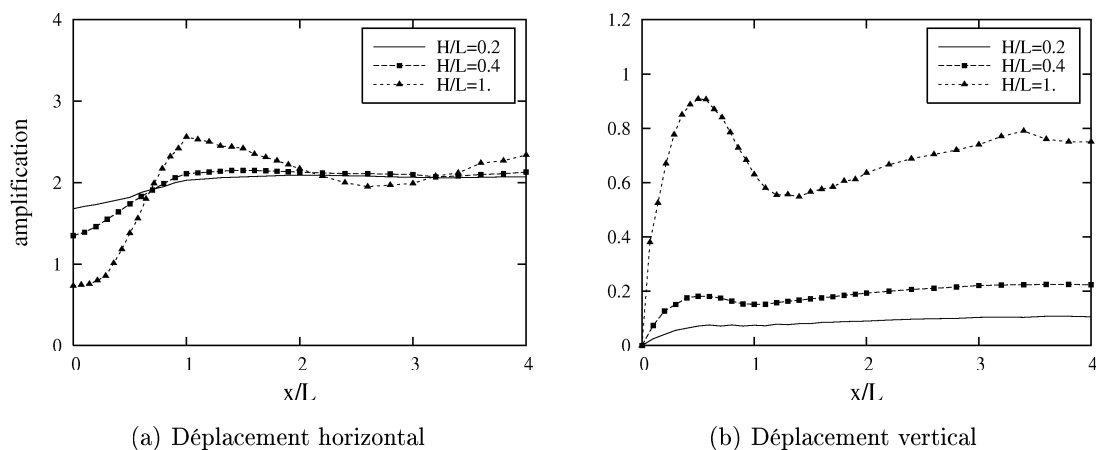 4
3
2
1
0
amplification
H/L=0.2
H/L=0.4
H/L=1.
0
1
2
3
4
x/L
(a) Déplacement horizontal
1.2
1
0.8
0.6
0.4
0.2
0
H/L=0.2
H/L=0.4
H/L=1.
0
1
2
3
4
x/L
(b) Déplacement vertical